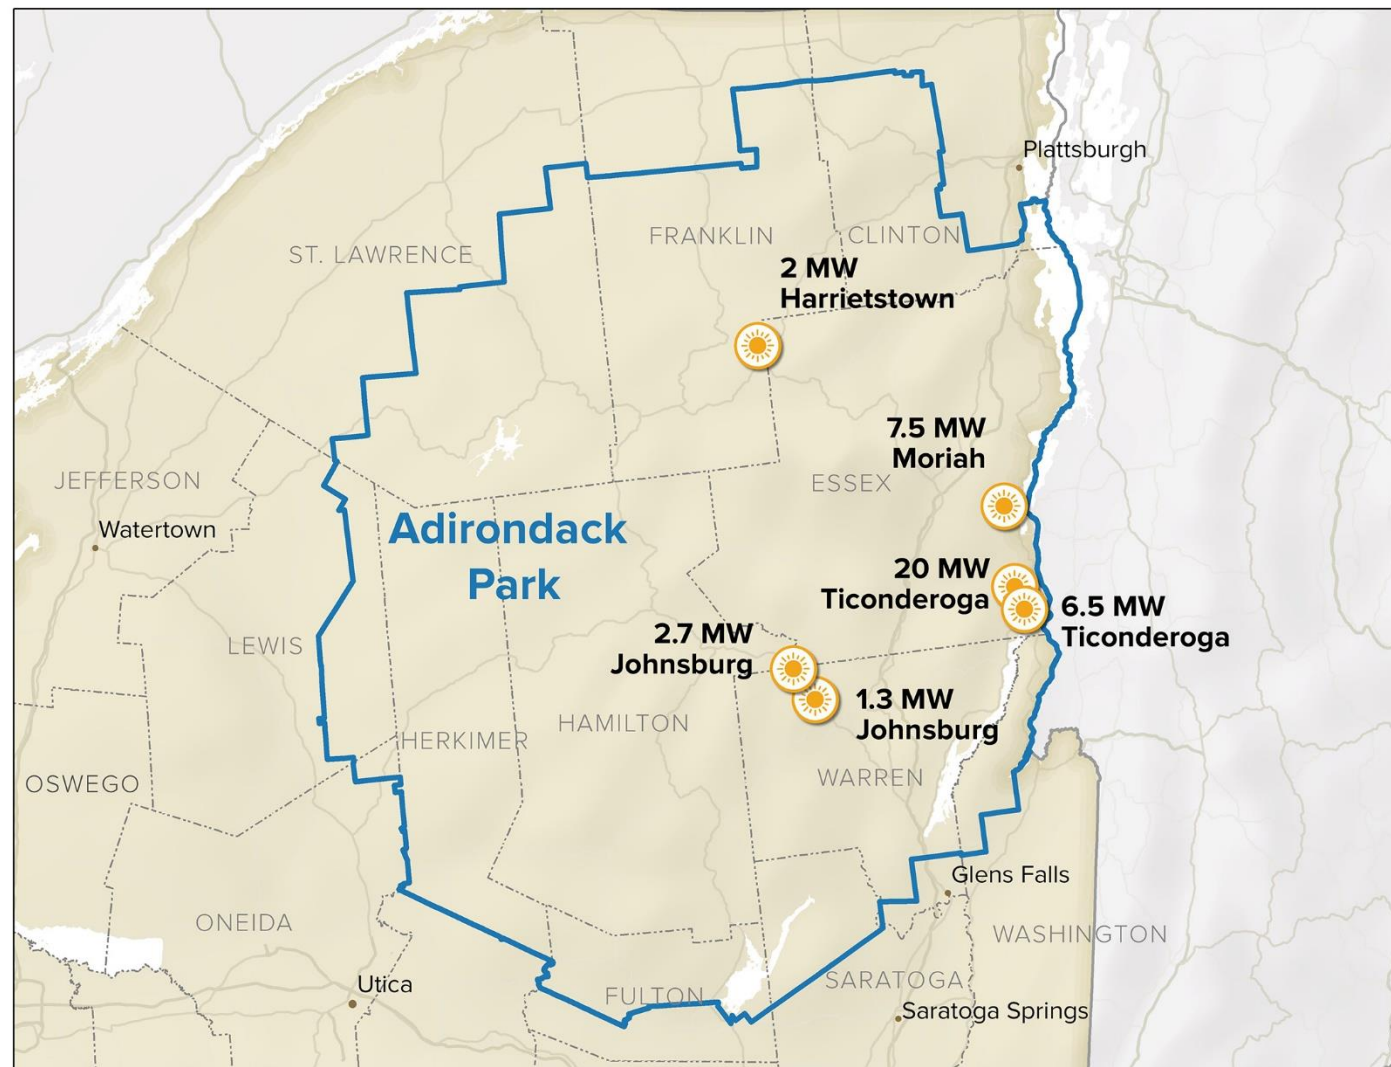 Plattsburgh
FRANKLIN
CLINTON
ST. LAWRENCE
2 MW
Harrietstown
7.5 MW
Moriah
JEFFERSON
ESSEX
Watertown
Adirondack
Park
20 MW
Ticonderoga
6.5 MW
Ticonderoga
2.7 MW
Johnsburg
LEWIS
1.3 MW
Johnsburg
HAMILTON
HERKIMER
WARREN
OSWEGO
Glens Falls
ONEIDA
WASHINGTON
Utica
SARATOGA
FULTON
Saratoga Springs